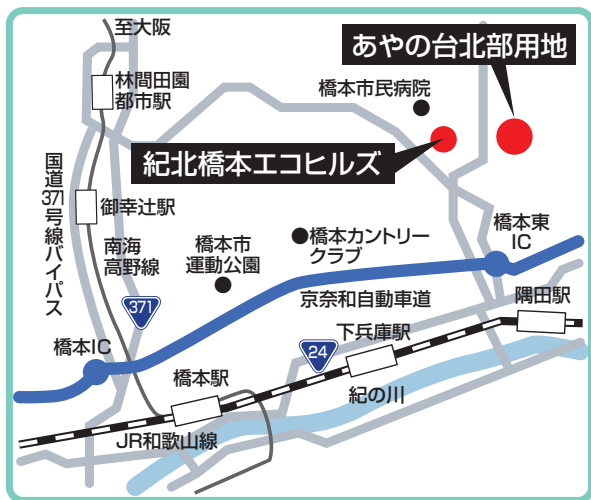 至大阪
あやの台北部用地
林間田園
都市駅
橋本市民病院
紀北橋本エコヒルズ
国道371号線バイパス
御幸辻駅
南海
高野線
橋本市
運動公園
橋本カントリー
クラブ
橋本東
IC
371
京奈和自動車道
隅田駅
橋本IC
24
下兵庫駅
橋本駅
紀の川
JR和歌山線